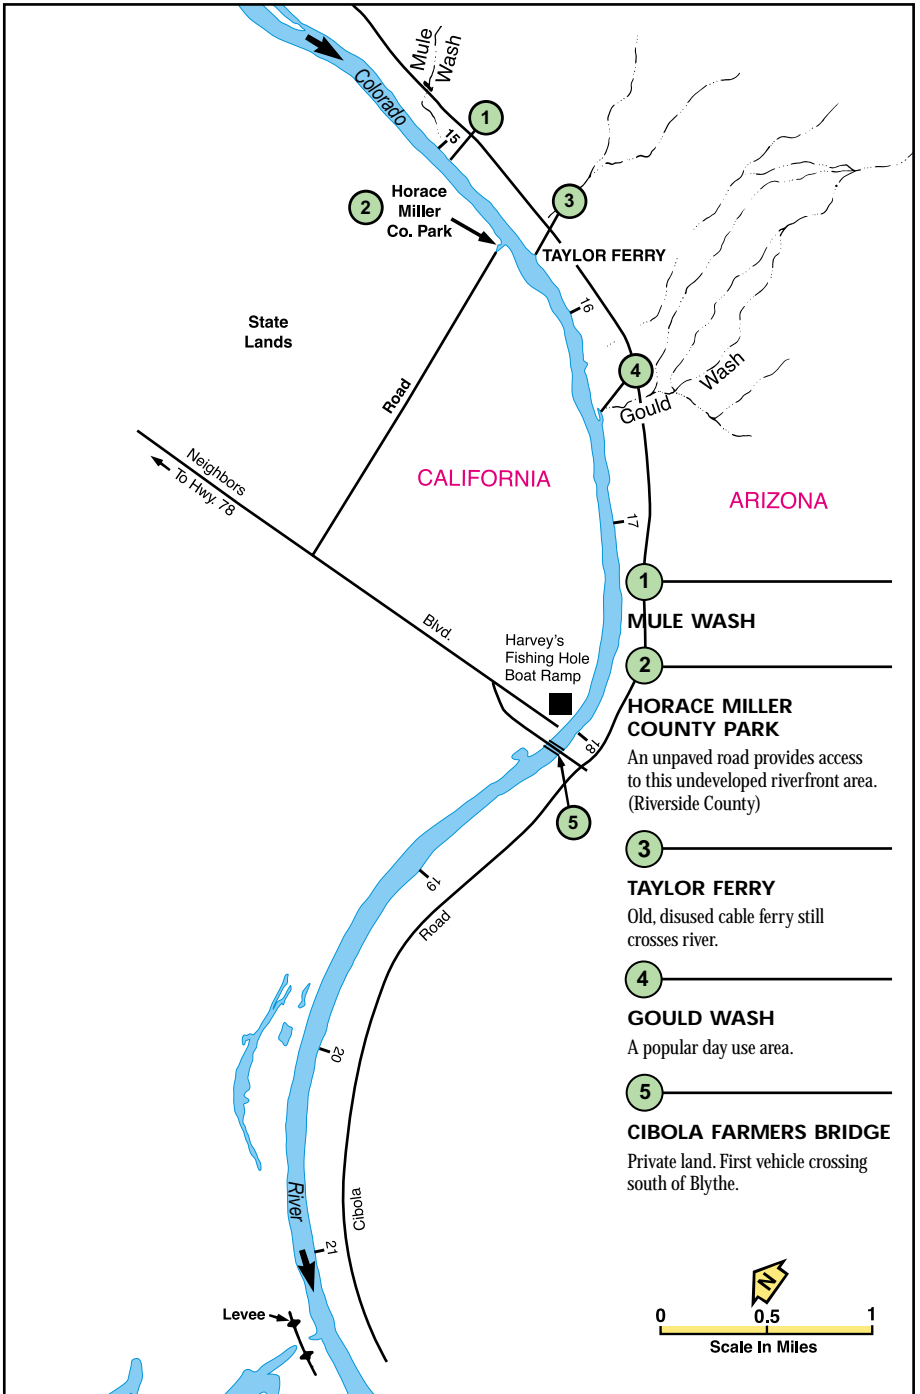 Mule
Wash
Colorado
15
1
2
Horace
Miller
Co. Park
3
TAYLOR FERRY
16
State
Lands
4
Gould Wash
Road
Neighbors
To Hwy. 78
CALIFORNIA
ARIZONA
17
Blvd.
Harvey's
Fishing Hole
Boat Ramp
18
5
19
Road
20
River
Cibola
21
Levee
1
MULE WASH
2
HORACE MILLER
COUNTY PARK
An unpaved road provides access
to this undeveloped riverfront area.
(Riverside County)
3
TAYLOR FERRY
Old, disused cable ferry still
crosses river.
4
GOULD WASH
A popular day use area.
5
CIBOLA FARMERS BRIDGE
Private land. First vehicle crossing
south of Blythe.
N
0 0.5 1
Scale In Miles